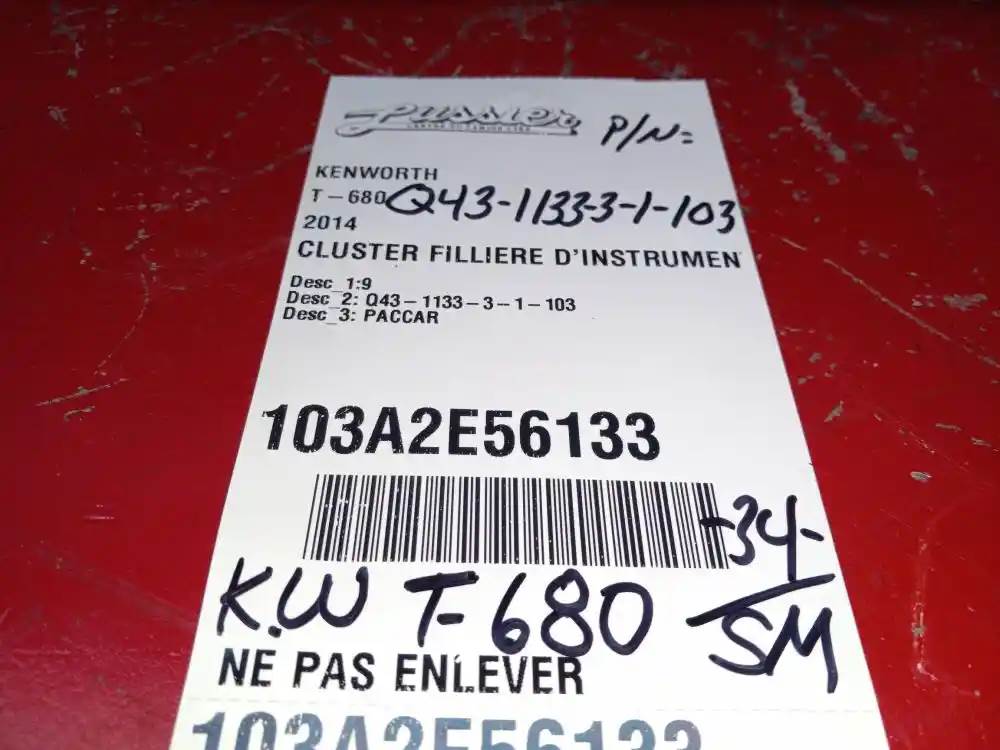 P/N:
KENWORTH
T-680 Q43-1133-3-1-103
2014
CLUSTER FILLIERE D'INSTRUMEN
Desc_1:9
Desc_2: Q43-1133-3-1-103
Desc_3: PACCAR
103A2E56133
-34-
K.W T-680 SM
NE PAS ENLEVER
103A2E56133